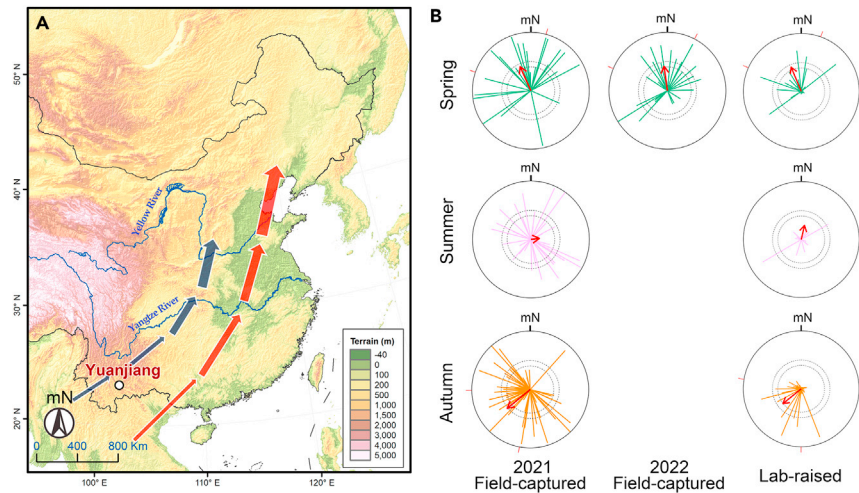 A
50° N
40° N
30° N
20° N
Yellow River
Yangtze River
Yuanjiang
mN
0 400 800 Km
100° E 110° E 120° E
Terrain (m)
-40
0
100
200
500
1,000
1,500
2,000
3,000
4,000
5,000
B
mN mN mN
Spring
mN mN
Summer
mN mN
Autumn
2021
Field-captured
2022
Field-captured
Lab-raised